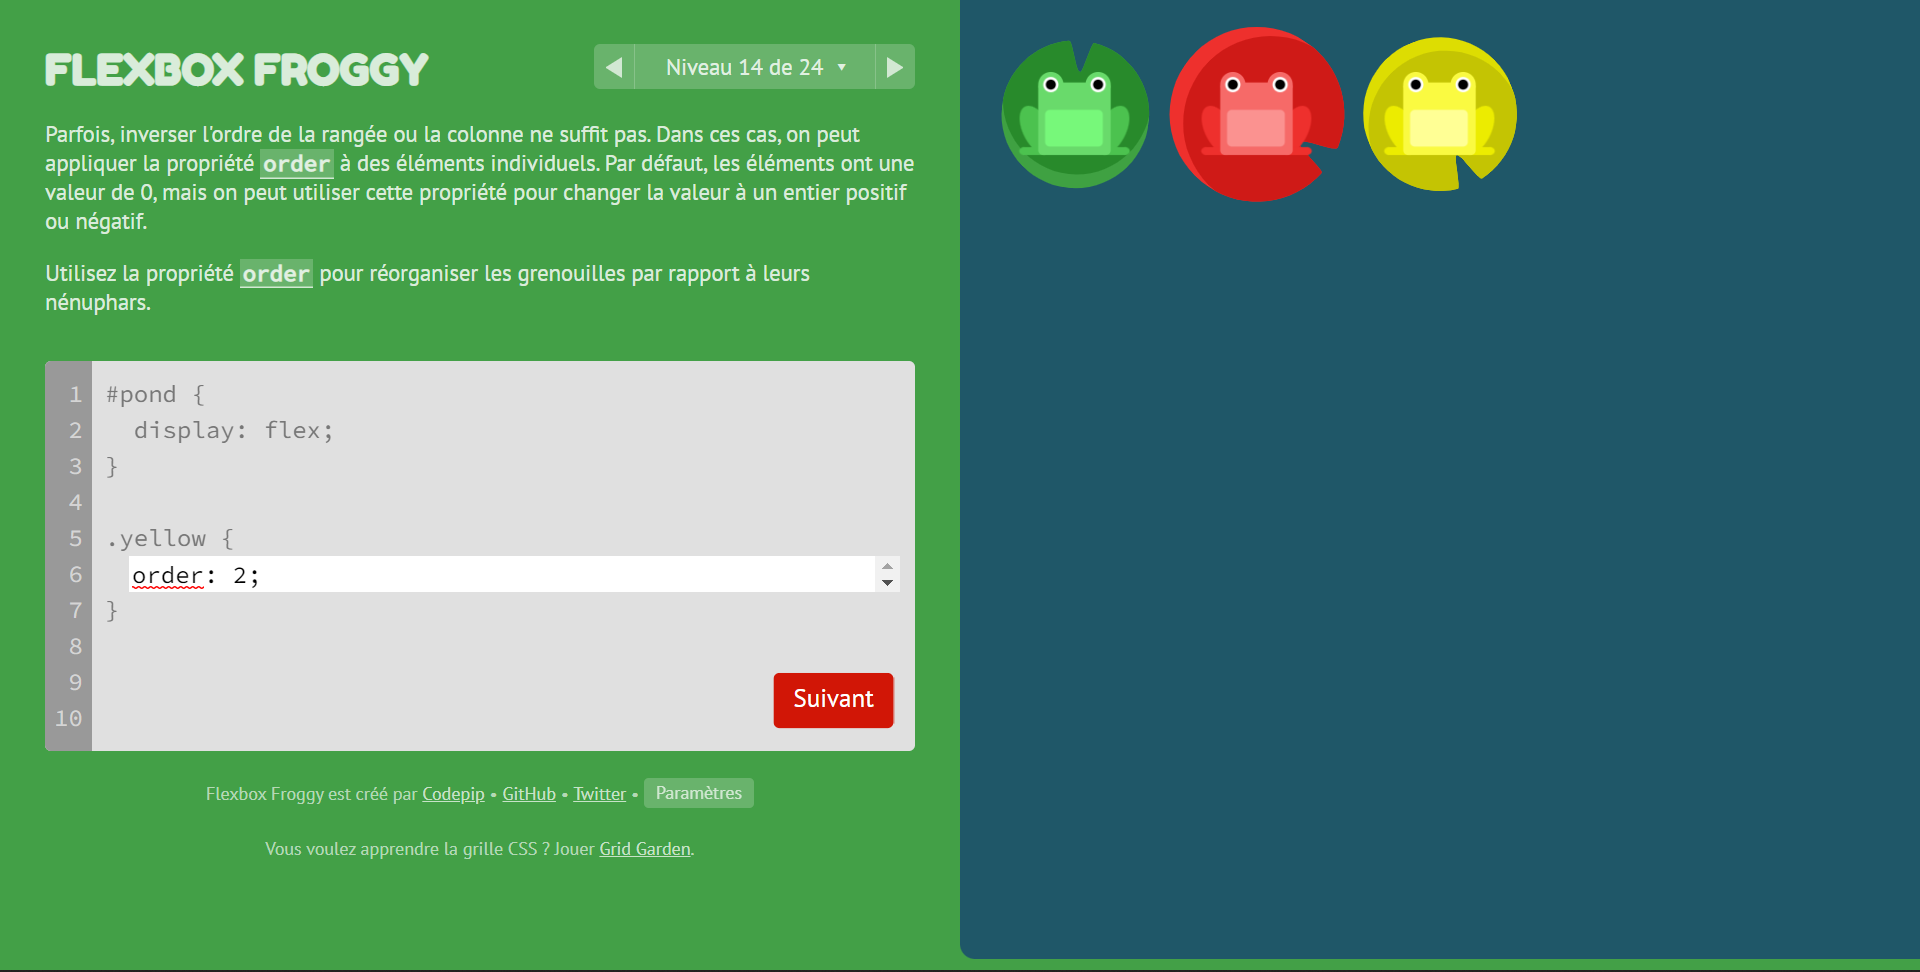 FLEXBOX FROGGY
Niveau 14 de 24
Parfois, inverser l'ordre de la rangée ou la colonne ne suffit pas. Dans ces cas, on peut
appliquer la propriété order à des éléments individuels. Par défaut, les éléments ont une
valeur de 0, mais on peut utiliser cette propriété pour changer la valeur à un entier positif
ou négatif.
Utilisez la propriété order pour réorganiser les grenouilles par rapport à leurs
nénuphars.
1 #pond {
2 display: flex;
3 }
4
5 .yellow {
6 order: 2;
7 }
8
9
10
Suivant
Flexbox Froggy est créé par Codepip • GitHub • Twitter • Paramètres
Vous voulez apprendre la grille CSS ? Jouer Grid Garden.